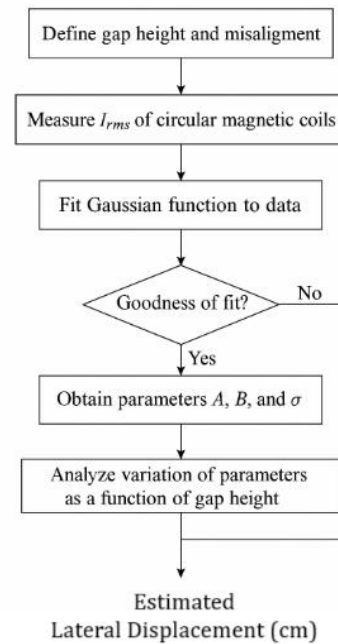 Define gap height and misaligment
Measure I_rms of circular magnetic coils
Fit Gaussian function to data
Goodness of fit?
No
Yes
Obtain parameters A, B, and σ
Analyze variation of parameters
as a function of gap height
Estimated
Lateral Displacement (cm)